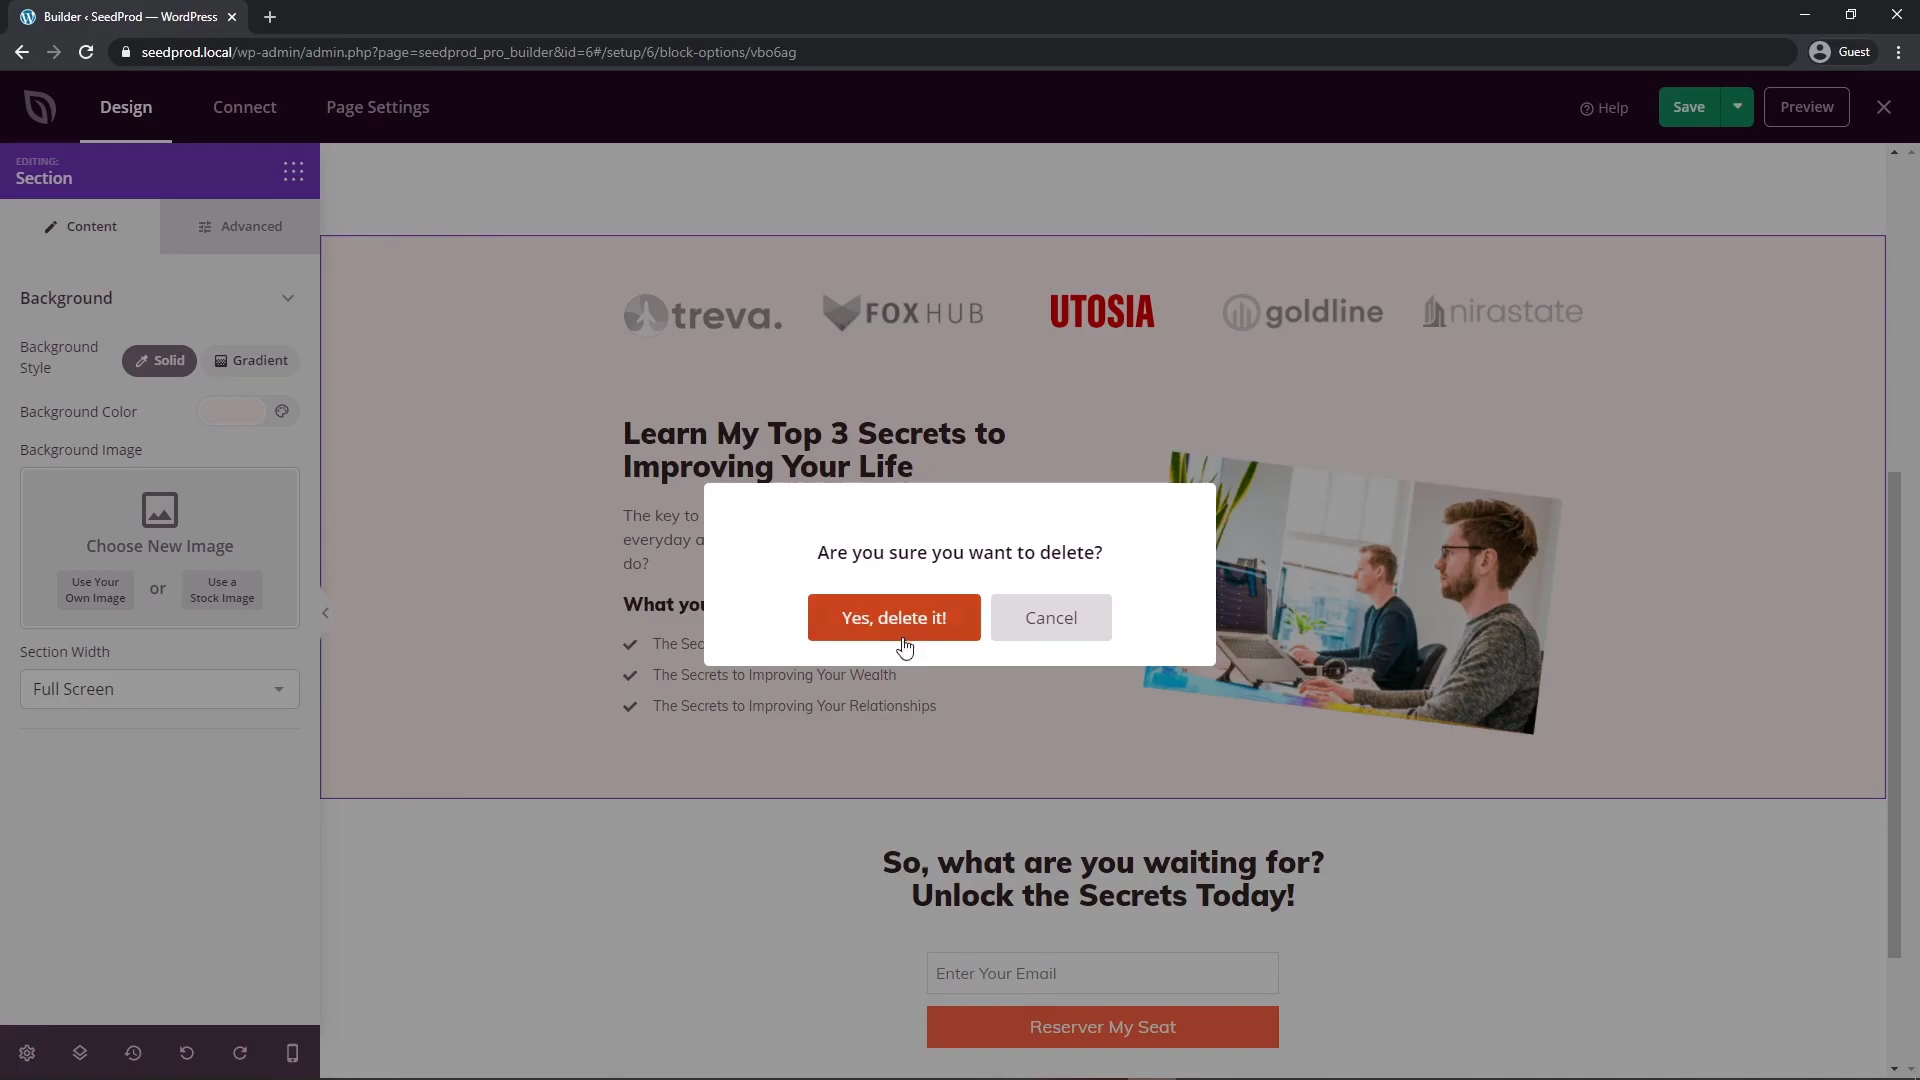 Builder ‹ SeedProd — WordPress
seedprod.local/wp-admin/admin.php?page=seedprod_pro_builder&id=6#/setup/6/block-options/vbo6ag
Guest
Design
Connect
Page Settings
Help
Save
Preview
EDITING:
Section
Content
Advanced
Background
Background
Style
Solid
Gradient
Background Color
Background Image
Choose New Image
Use Your
Own Image
or
Use a
Stock Image
Section Width
Full Screen
treva.
FOXHUB
UTOSIA
goldline
nirastate
Learn My Top 3 Secrets to
Improving Your Life
The key to
everyday a
do?
What you
The Sec
The Secrets to Improving Your Wealth
The Secrets to Improving Your Relationships
Are you sure you want to delete?
Yes, delete it!
Cancel
So, what are you waiting for?
Unlock the Secrets Today!
Enter Your Email
Reserver My Seat